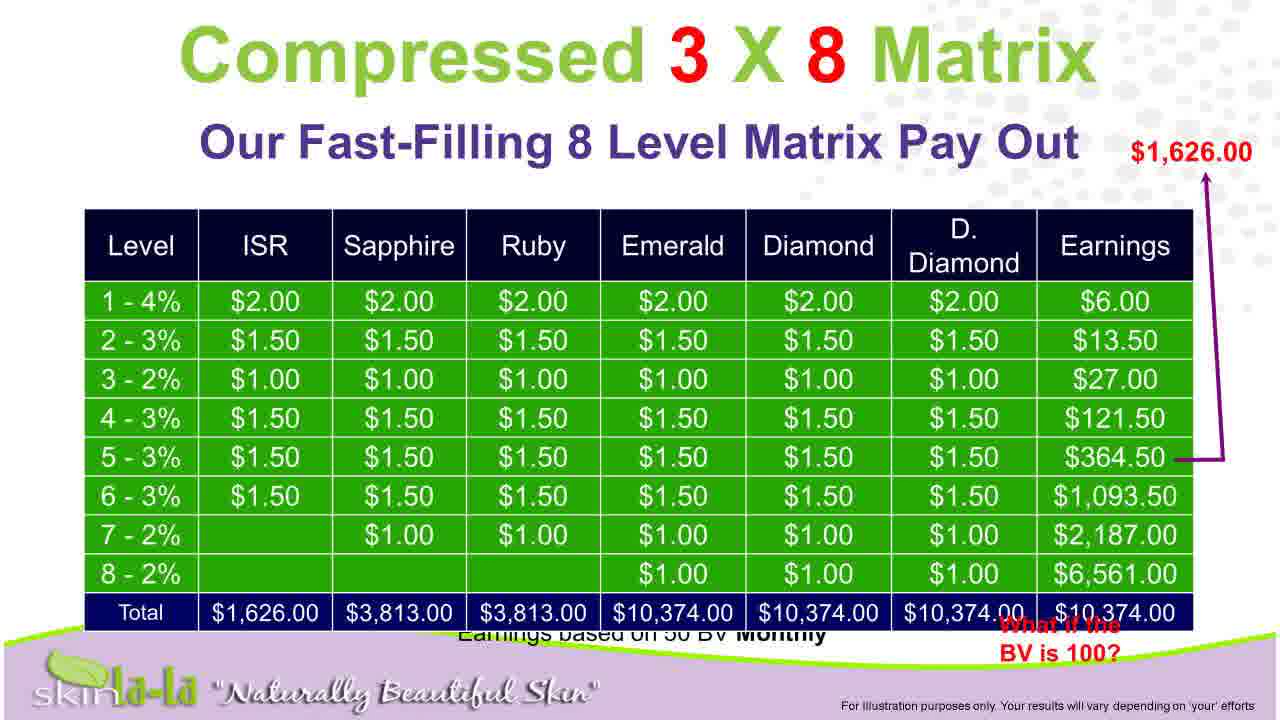 Compressed 3 X 8 Matrix
Our Fast-Filling 8 Level Matrix Pay Out
$1,626.00
Level ISR Sapphire Ruby Emerald Diamond D. Diamond Earnings
1 - 4% $2.00 $2.00 $2.00 $2.00 $2.00 $2.00 $6.00
2 - 3% $1.50 $1.50 $1.50 $1.50 $1.50 $1.50 $13.50
3 - 2% $1.00 $1.00 $1.00 $1.00 $1.00 $1.00 $27.00
4 - 3% $1.50 $1.50 $1.50 $1.50 $1.50 $1.50 $121.50
5 - 3% $1.50 $1.50 $1.50 $1.50 $1.50 $1.50 $364.50
6 - 3% $1.50 $1.50 $1.50 $1.50 $1.50 $1.50 $1,093.50
7 - 2% $1.00 $1.00 $1.00 $1.00 $1.00 $2,187.00
8 - 2% $1.00 $1.00 $1.00 $6,561.00
Total $1,626.00 $3,813.00 $3,813.00 $10,374.00 $10,374.00 $10,374.00 $10,374.00
Earnings based on 50 BV Monthly
What if the
BV is 100?
skin la-la "Naturally Beautiful Skin"
For Illustration purposes only. Your results will vary depending on 'your' efforts